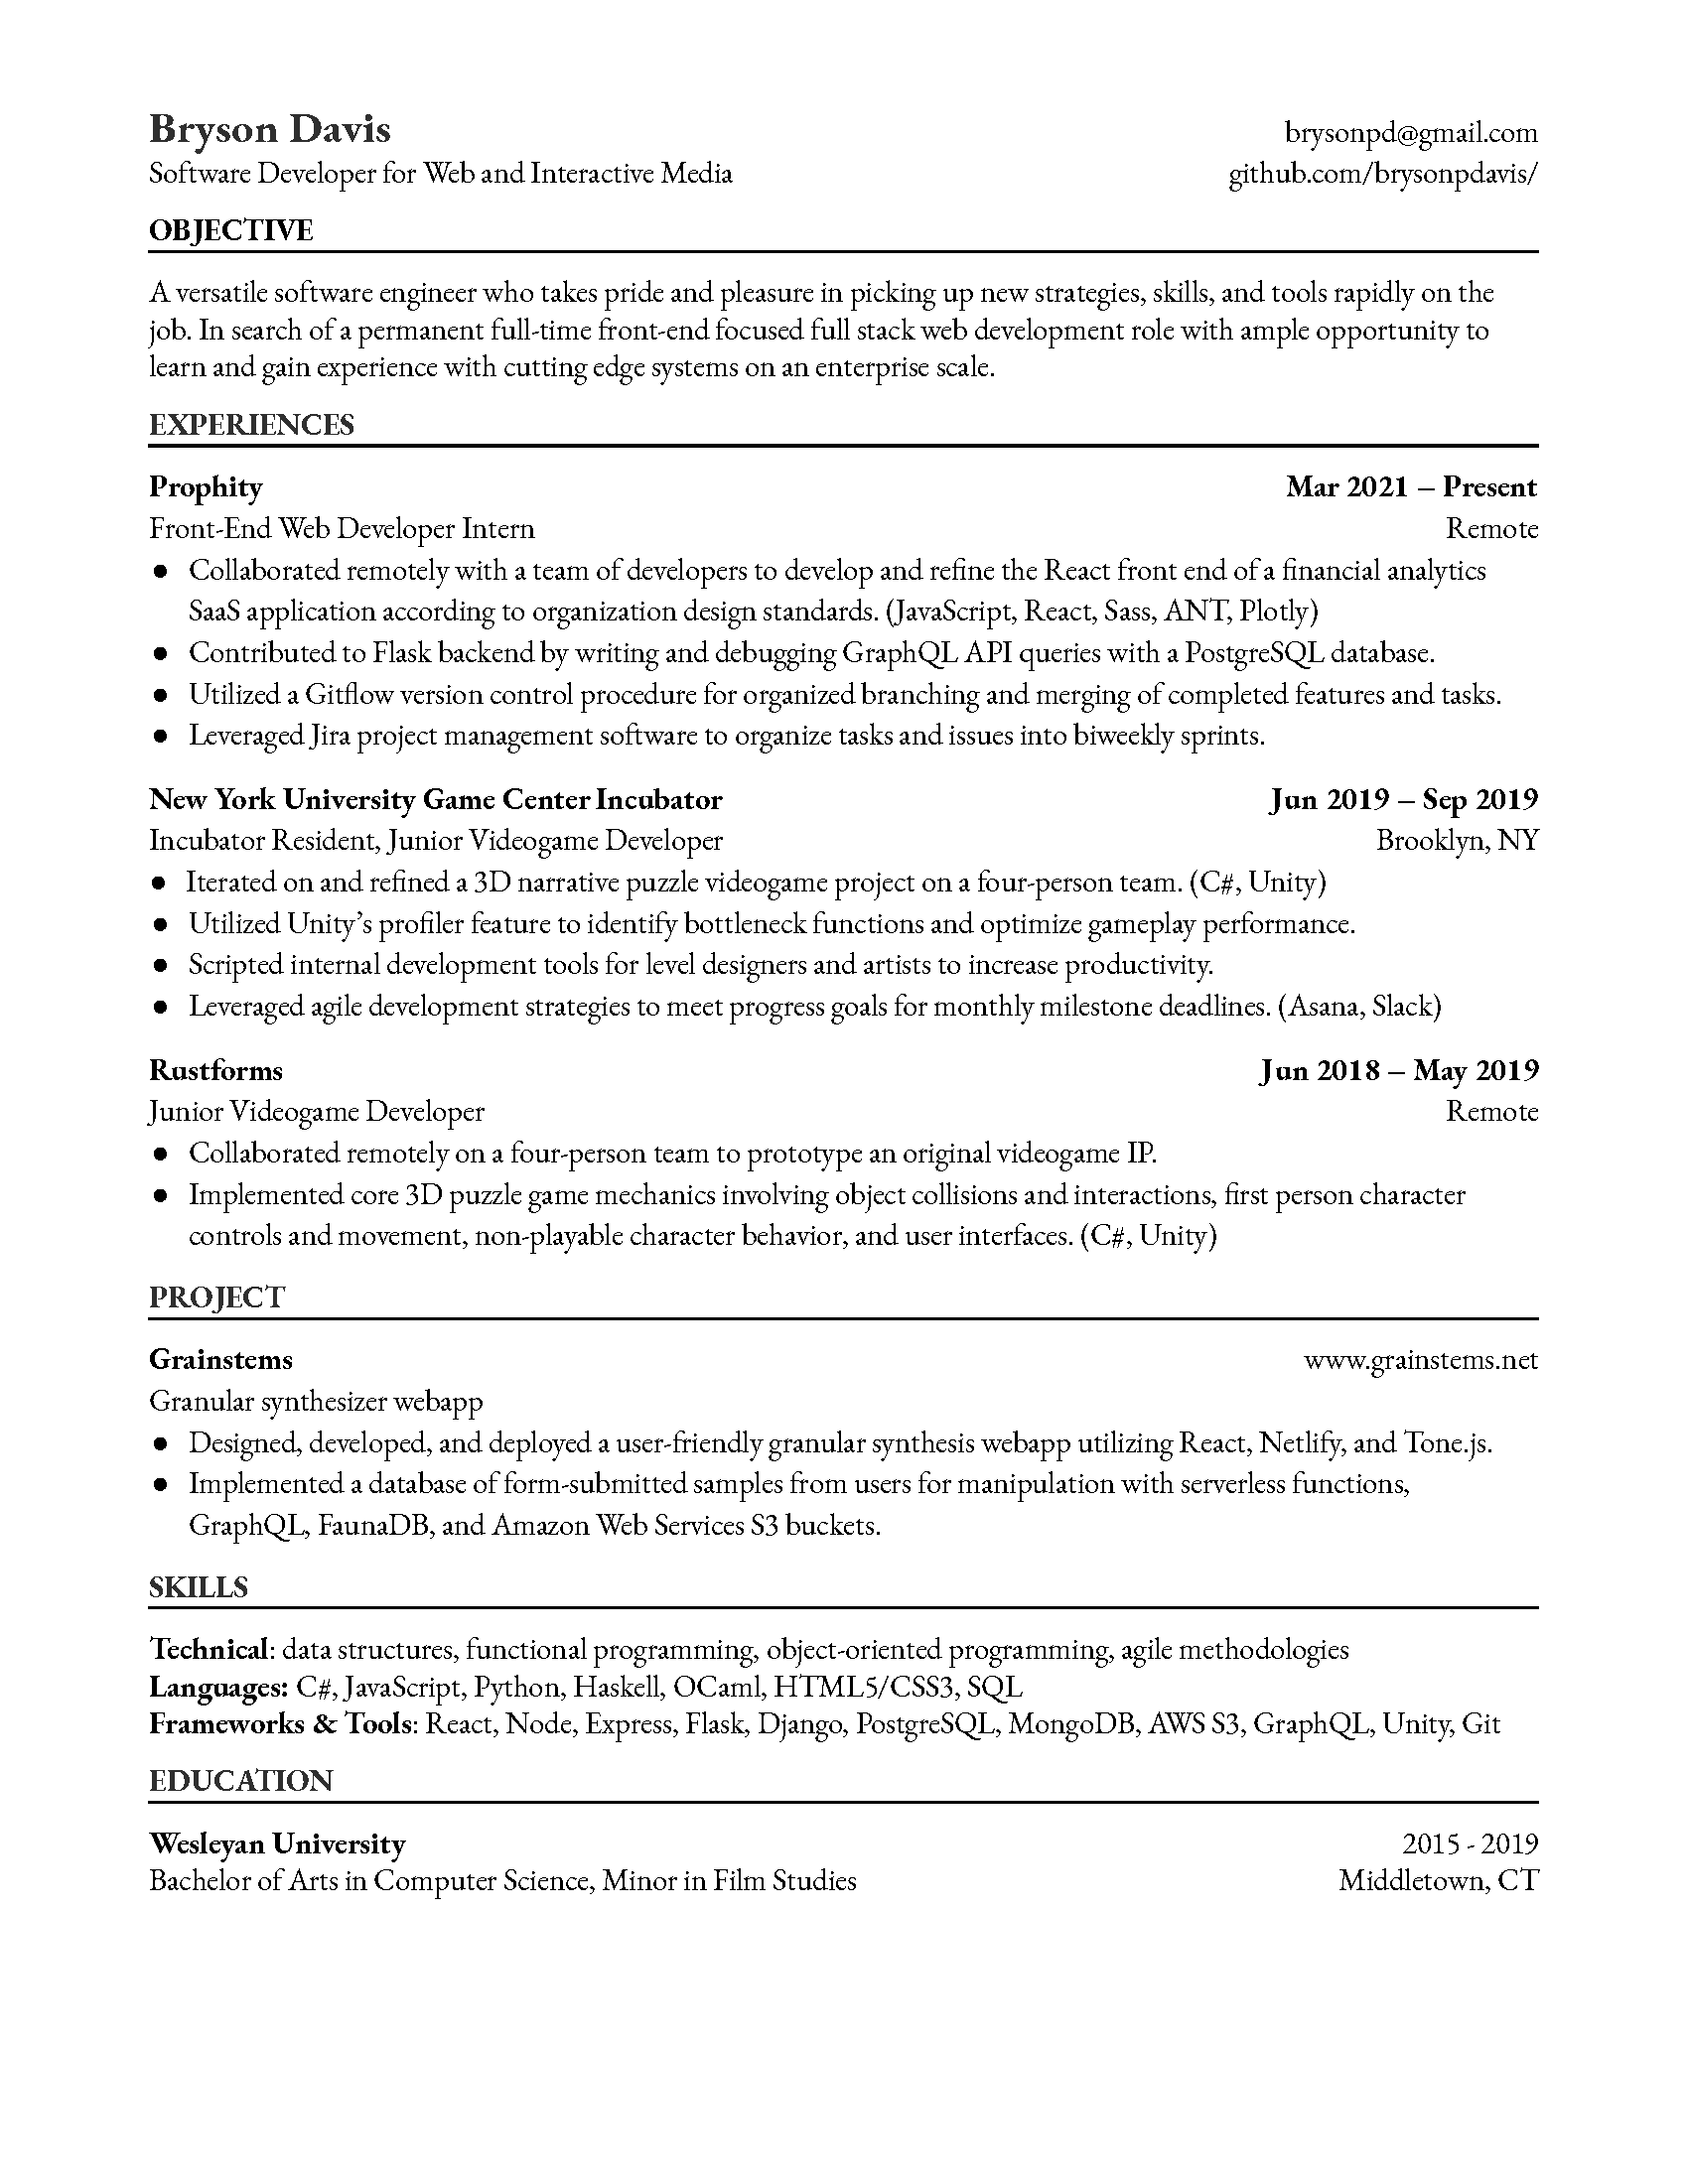 Bryson Davis
brysonpd@gmail.com
Software Developer for Web and Interactive Media
github.com/brysonpdavis/
OBJECTIVE
A versatile software engineer who takes pride and pleasure in picking up new strategies, skills, and tools rapidly on the
job. In search of a permanent full-time front-end focused full stack web development role with ample opportunity to
learn and gain experience with cutting edge systems on an enterprise scale.
EXPERIENCES
Prophity
Mar 2021 – Present
Front-End Web Developer Intern
Remote
● Collaborated remotely with a team of developers to develop and refine the React front end of a financial analytics
SaaS application according to organization design standards. (JavaScript, React, Sass, ANT, Plotly)
● Contributed to Flask backend by writing and debugging GraphQL API queries with a PostgreSQL database.
● Utilized a Gitflow version control procedure for organized branching and merging of completed features and tasks.
● Leveraged Jira project management software to organize tasks and issues into biweekly sprints.
New York University Game Center Incubator
Jun 2019 – Sep 2019
Incubator Resident, Junior Videogame Developer
Brooklyn, NY
● Iterated on and refined a 3D narrative puzzle videogame project on a four-person team. (C#, Unity)
● Utilized Unity's profiler feature to identify bottleneck functions and optimize gameplay performance.
● Scripted internal development tools for level designers and artists to increase productivity.
● Leveraged agile development strategies to meet progress goals for monthly milestone deadlines. (Asana, Slack)
Rustforms
Jun 2018 – May 2019
Junior Videogame Developer
Remote
● Collaborated remotely on a four-person team to prototype an original videogame IP.
● Implemented core 3D puzzle game mechanics involving object collisions and interactions, first person character
controls and movement, non-playable character behavior, and user interfaces. (C#, Unity)
PROJECT
Grainstems
www.grainstems.net
Granular synthesizer webapp
● Designed, developed, and deployed a user-friendly granular synthesis webapp utilizing React, Netlify, and Tone.js.
● Implemented a database of form-submitted samples from users for manipulation with serverless functions,
GraphQL, FaunaDB, and Amazon Web Services S3 buckets.
SKILLS
Technical: data structures, functional programming, object-oriented programming, agile methodologies
Languages: C#, JavaScript, Python, Haskell, OCaml, HTML5/CSS3, SQL
Frameworks & Tools: React, Node, Express, Flask, Django, PostgreSQL, MongoDB, AWS S3, GraphQL, Unity, Git
EDUCATION
Wesleyan University
2015 - 2019
Bachelor of Arts in Computer Science, Minor in Film Studies
Middletown, CT